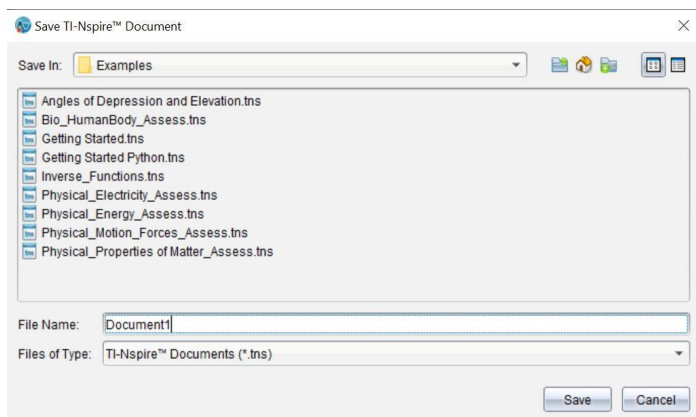 Save TI-Nspire™ Document
Save In: Examples
Angles of Depression and Elevation.tns
Bio_HumanBody_Assess.tns
Getting Started.tns
Getting Started Python.tns
Inverse_Functions.tns
Physical_Electricity_Assess.tns
Physical_Energy_Assess.tns
Physical_Motion_Forces_Assess.tns
Physical_Properties of Matter_Assess.tns
File Name: Document1
Files of Type: TI-Nspire™ Documents (*.tns)
Save Cancel